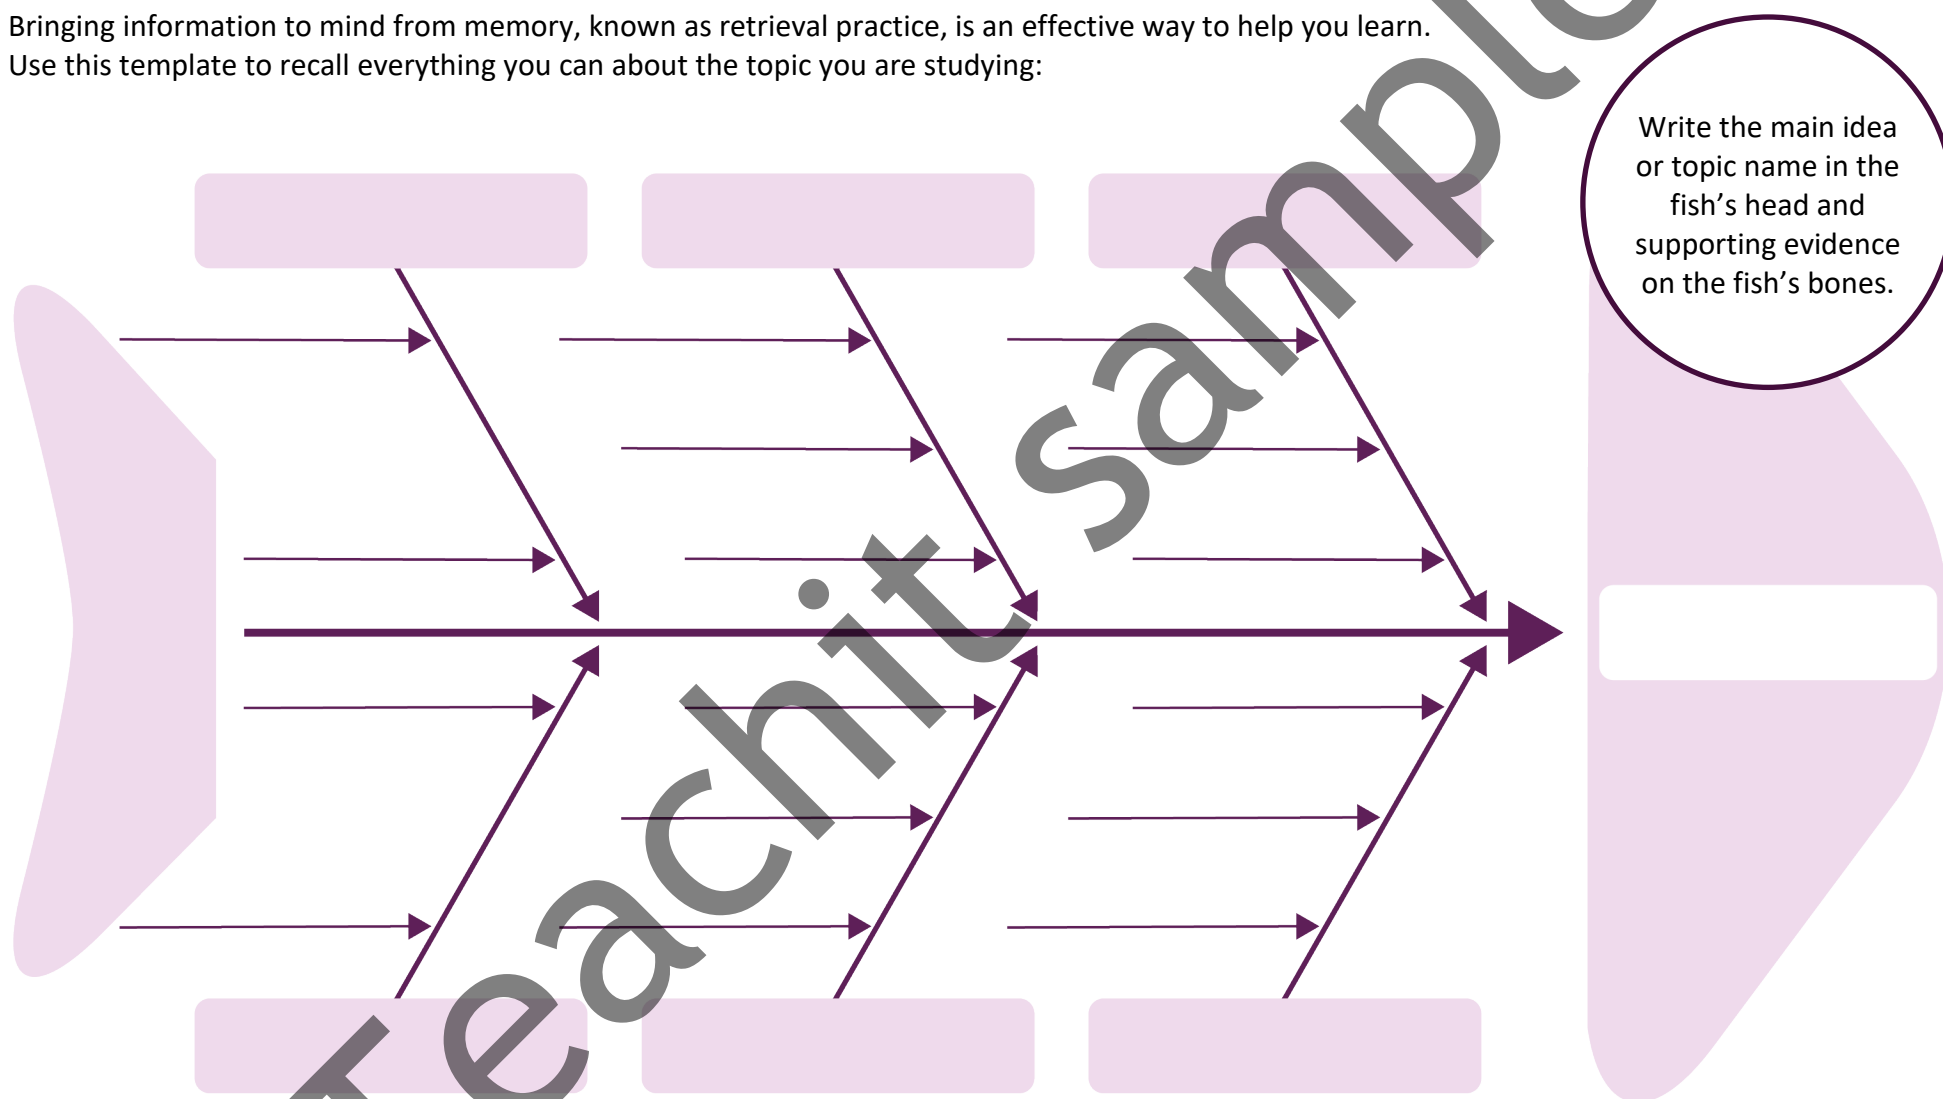 Bringing information to mind from memory, known as retrieval practice, is an effective way to help you learn.
Use this template to recall everything you can about the topic you are studying:
Write the main idea
or topic name in the
fish’s head and
supporting evidence
on the fish’s bones.
Teachit sample